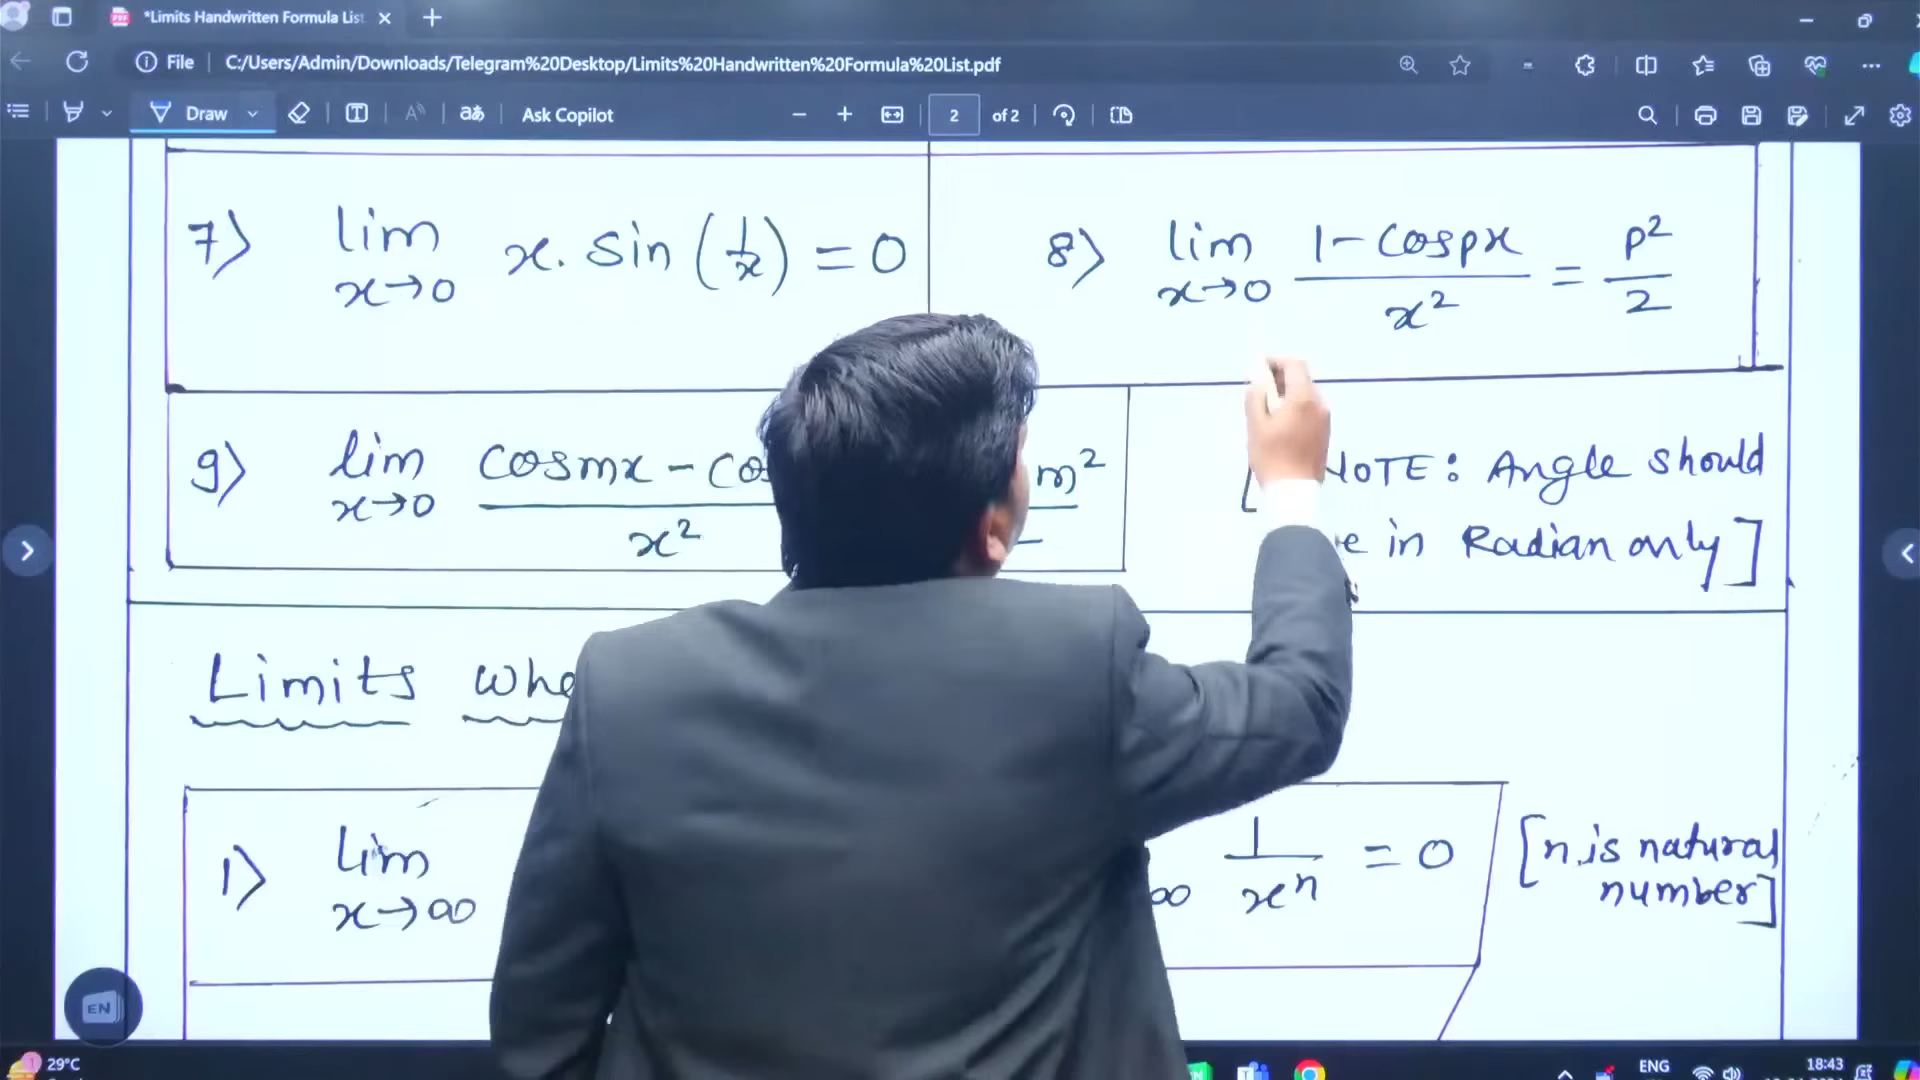 *Limits Handwritten Formula List
File C:/Users/Admin/Downloads/Telegram%20Desktop/Limits%20Handwritten%20Formula%20List.pdf
Draw aあ Ask Copilot 2 of 2
7) lim x→0 x. sin (1/x) = 0
8) lim x→0 1-cospx / x² = p²/2
9) lim x→0 cosmx - / x² m²
NOTE: Angle should
in Radian only]
Limits
1) lim x→∞
∞ 1/xⁿ = 0
[n is natural
number]
EN
29°C
ENG 18:43